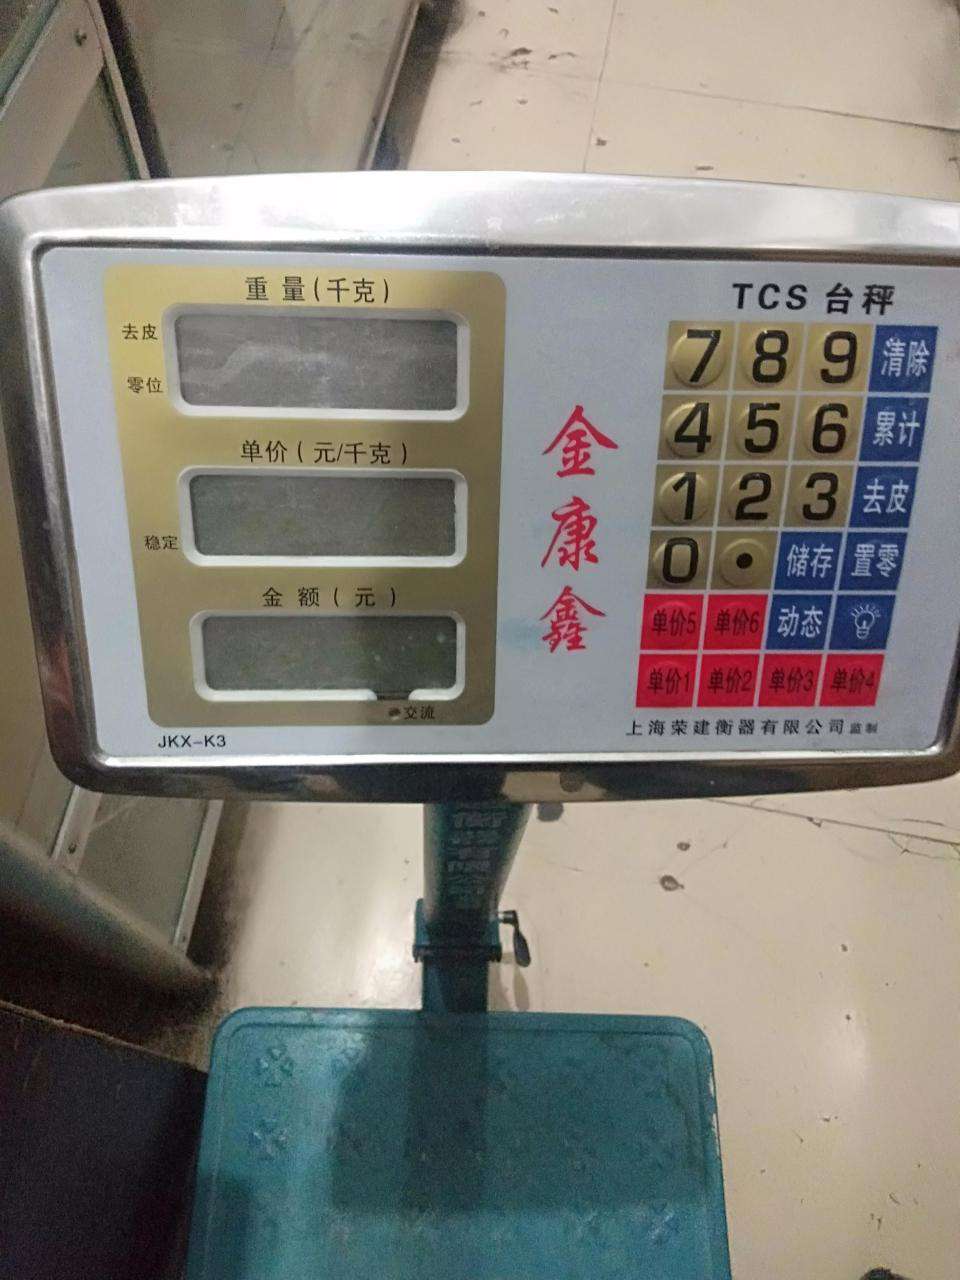 重量(千克)
去皮
零位
单价(元/千克)
稳定
金额(元)
交流
JKX-K3
金康鑫
TCS 台秤
7 8 9 清除
4 5 6 累计
1 2 3 去皮
0 • 储存 置零
单价5 单价6 动态
单价1 单价2 单价3 单价4
上海荣建衡器有限公司 监制